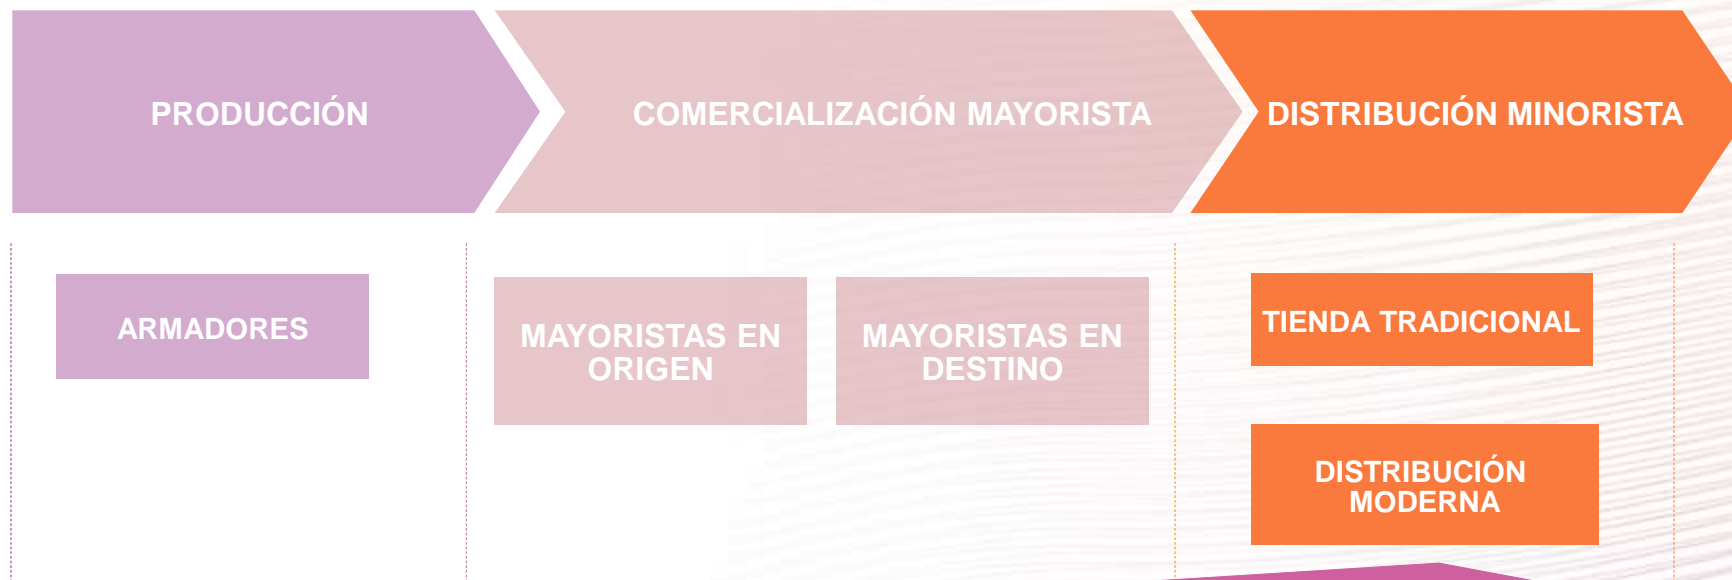 PRODUCCIÓN
COMERCIALIZACIÓN MAYORISTA
DISTRIBUCIÓN MINORISTA
ARMADORES
MAYORISTAS EN
ORIGEN
MAYORISTAS EN
DESTINO
TIENDA TRADICIONAL
DISTRIBUCIÓN
MODERNA